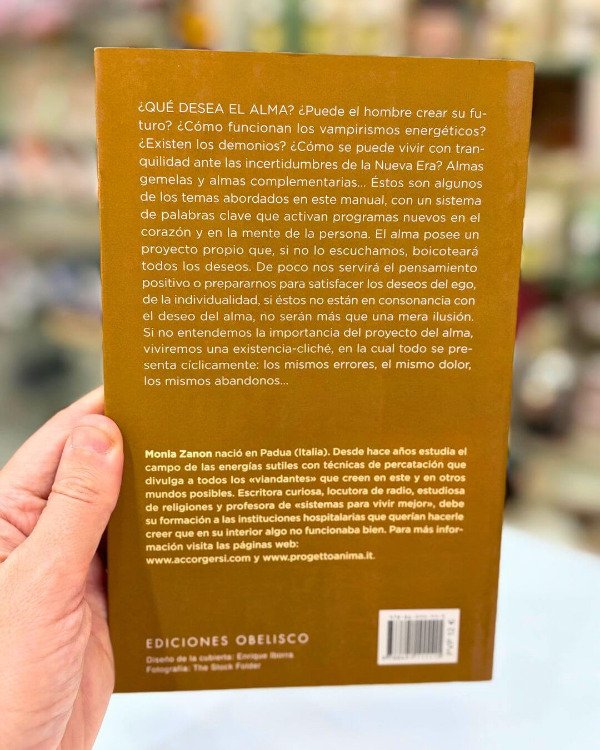 ¿QUÉ DESEA EL ALMA? ¿Puede el hombre crear su fu-
turo? ¿Cómo funcionan los vampirismos energéticos?
¿Existen los demonios? ¿Cómo se puede vivir con tran-
quilidad ante las incertidumbres de la Nueva Era? Almas
gemelas y almas complementarias... Éstos son algunos
de los temas abordados en este manual, con un sistema
de palabras clave que activan programas nuevos en el
corazón y en la mente de la persona. El alma posee un
proyecto propio que, si no lo escuchamos, boicoteará
todos los deseos. De poco nos servirá el pensamiento
positivo o prepararnos para satisfacer los deseos del ego,
de la individualidad, si éstos no están en consonancia con
el deseo del alma, no serán más que una mera ilusión.
Si no entendemos la importancia del proyecto del alma,
viviremos una existencia-cliché, en la cual todo se pre-
senta cíclicamente: los mismos errores, el mismo dolor,
los mismos abandonos...
Monia Zanon nació en Padua (Italia). Desde hace años estudia el
campo de las energías sutiles con técnicas de percatación que
divulga a todos los «viandantes» que creen en este y en otros
mundos posibles. Escritora curiosa, locutora de radio, estudiosa
de religiones y profesora de «sistemas para vivir mejor», debe
su formación a las instituciones hospitalarias que querían hacerle
creer que en su interior algo no funcionaba bien. Para más infor-
mación visita las páginas web:
www.accorgersi.com y www.progettoanima.it.
EDICIONES OBELISCO
Diseño de la cubierta: Enrique Iborra
Fotografía: The Stock Folder